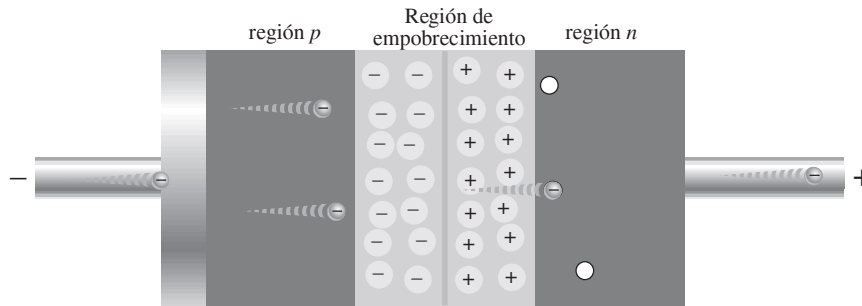 región p
Región de
empobrecimiento
región n
− − + +
− − + +
− − + +
− − + +
− − + +
− − + +
− − + +
− − − − − +